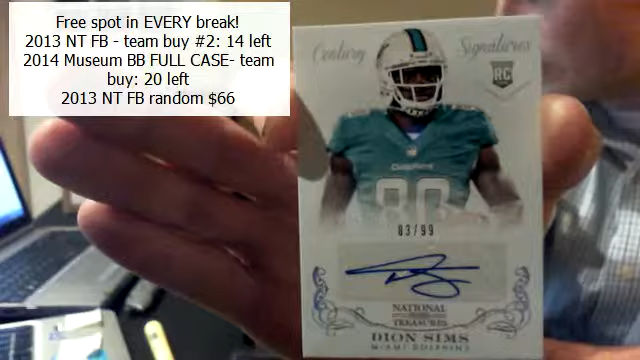 Free spot in EVERY break!
2013 NT FB - team buy #2: 14 left
2014 Museum BB FULL CASE- team
buy: 20 left
2013 NT FB random $66
Century Signatures
RC
Dolphins
80
83/99
NATIONAL
TREASURES
DION SIMS
MIAMI DOLPHINS